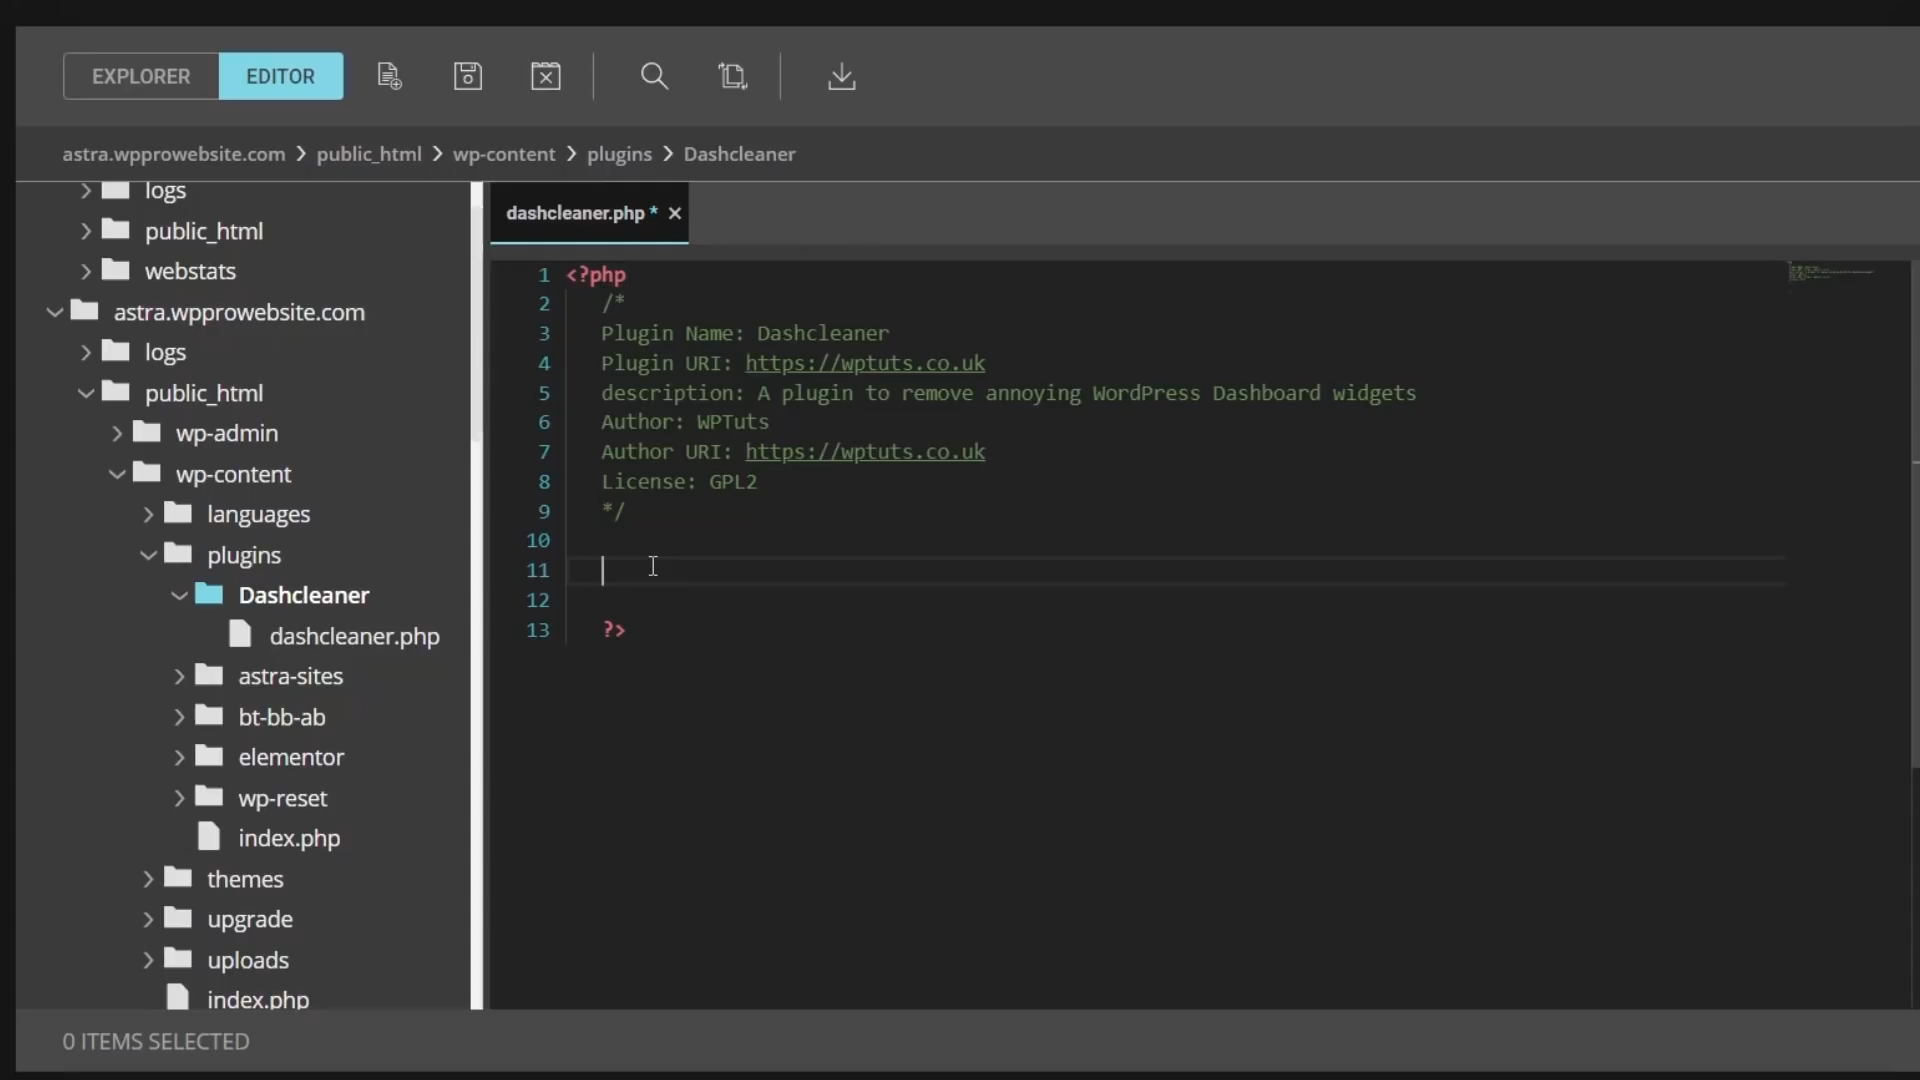 EXPLORER EDITOR
astra.wpprowebsite.com > public_html > wp-content > plugins > Dashcleaner
logs
public_html
webstats
astra.wpprowebsite.com
logs
public_html
wp-admin
wp-content
languages
plugins
Dashcleaner
dashcleaner.php
astra-sites
bt-bb-ab
elementor
wp-reset
index.php
themes
upgrade
uploads
index.php
dashcleaner.php * ×
1 <?php
2 /*
3 Plugin Name: Dashcleaner
4 Plugin URI: https://wptuts.co.uk
5 description: A plugin to remove annoying WordPress Dashboard widgets
6 Author: WPTuts
7 Author URI: https://wptuts.co.uk
8 License: GPL2
9 */
10
11
12
13 ?>
0 ITEMS SELECTED